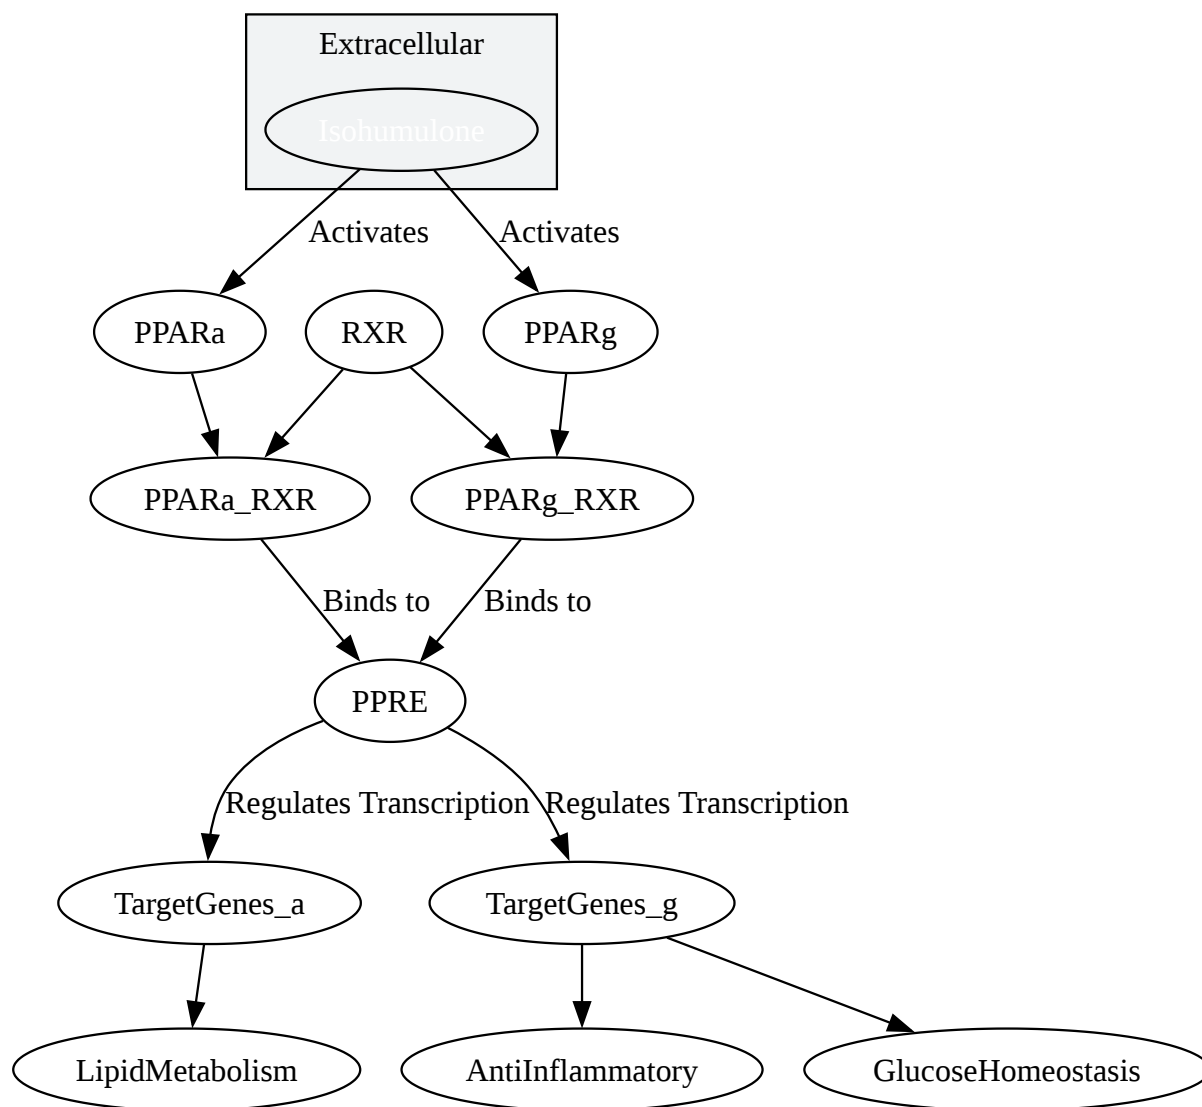 Extracellular
Isohumulone
Activates
Activates
PPARa
RXR
PPARg
PPARa_RXR
PPARg_RXR
Binds to
Binds to
PPRE
Regulates Transcription
Regulates Transcription
TargetGenes_a
TargetGenes_g
LipidMetabolism
AntiInflammatory
GlucoseHomeostasis